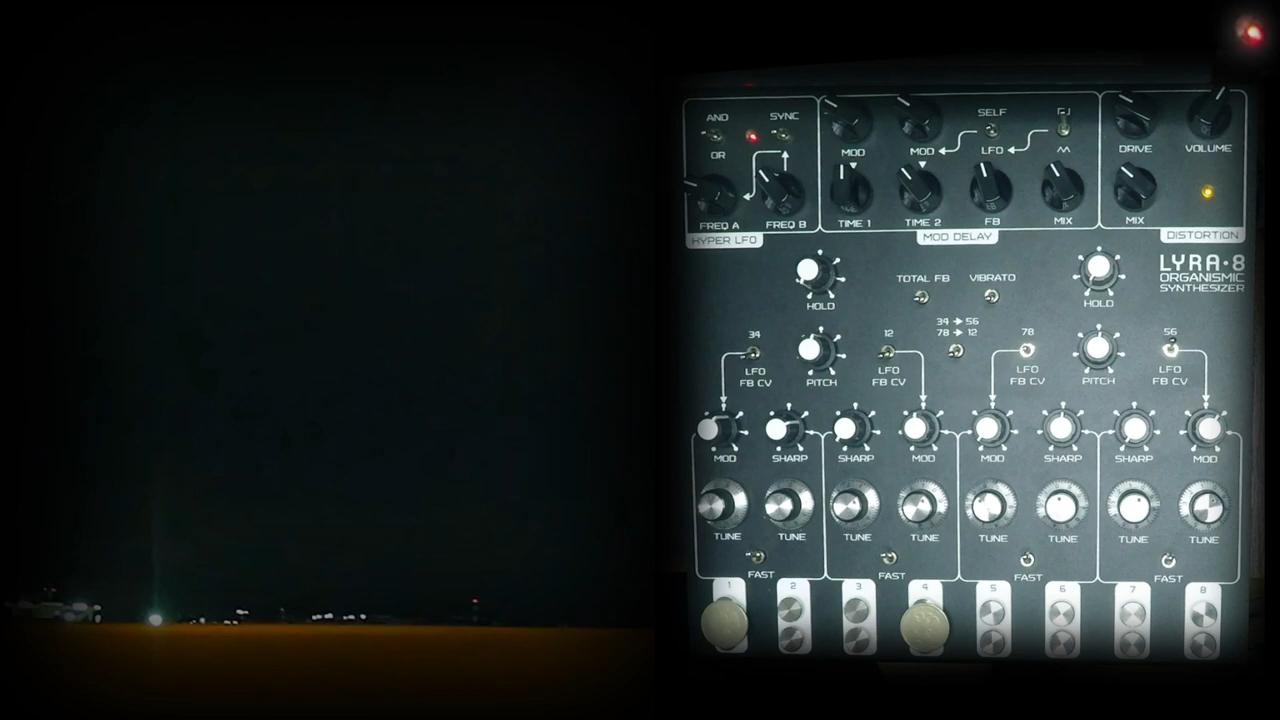 AND SYNC
OR
FREQ A FREQ B
HYPER LFO
SELF
MOD MOD LFO
TIME 1 TIME 2 FB MIX
MOD DELAY
DRIVE VOLUME
MIX
DISTORTION
LYRA-8
ORGANISMIC
SYNTHESIZER
HOLD TOTAL FB VIBRATO HOLD
34 → 56
78 → 12
34 12 78 56
LFO LFO LFO LFO
FB CV PITCH FB CV FB CV PITCH FB CV
MOD SHARP SHARP MOD MOD SHARP SHARP MOD
TUNE TUNE TUNE TUNE TUNE TUNE TUNE TUNE
FAST FAST FAST FAST
1 2 3 4 5 6 7 8